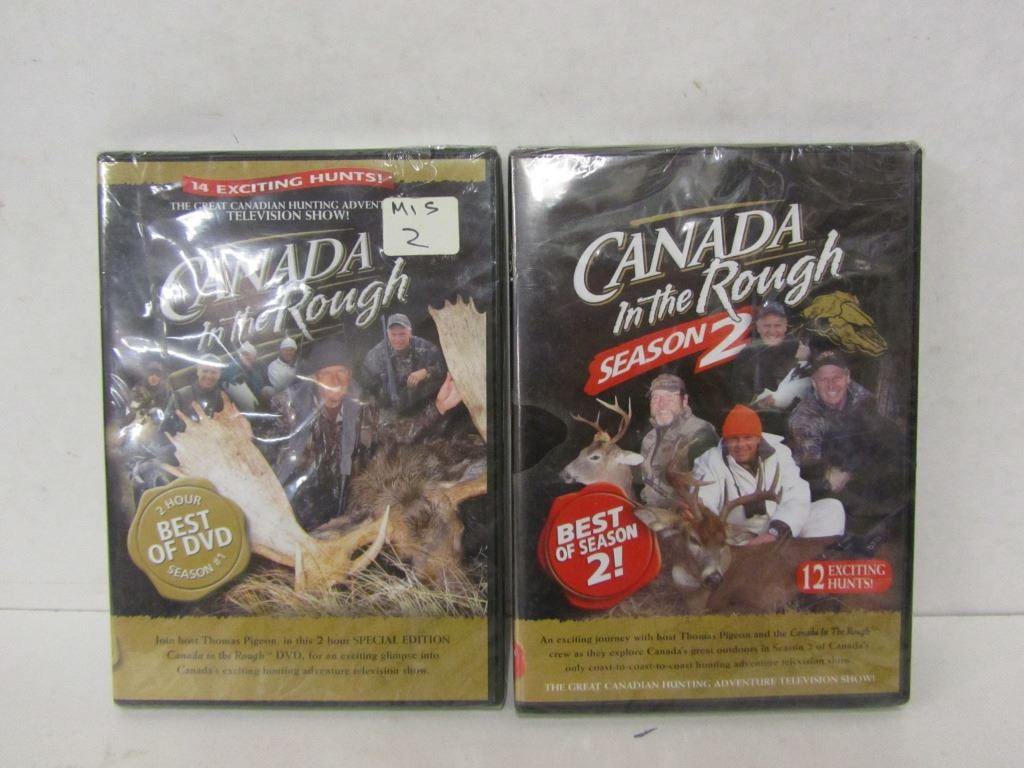 14 EXCITING HUNTS!
THE GREAT CANADIAN HUNTING ADVEN
TELEVISION SHOW!
MIS
2
CANADA
In the Rough
2 HOUR
BEST
OF DVD
SEASON #1
Join host Thomas Pigeon, in this 2 hour SPECIAL EDITION
Canada in the Rough™ DVD, for an exciting glimpse into
Canada's exciting hunting adventure television show.
CANADA
In the Rough
SEASON 2
BEST
OF SEASON
2!
12 EXCITING
HUNTS!
An exciting journey with host Thomas Pigeon and the Canada In The Rough™
crew as they explore Canada's great outdoors in Season 2 of Canada's
only coast-to-coast-to-coast hunting adventure television show.
THE GREAT CANADIAN HUNTING ADVENTURE TELEVISION SHOW!